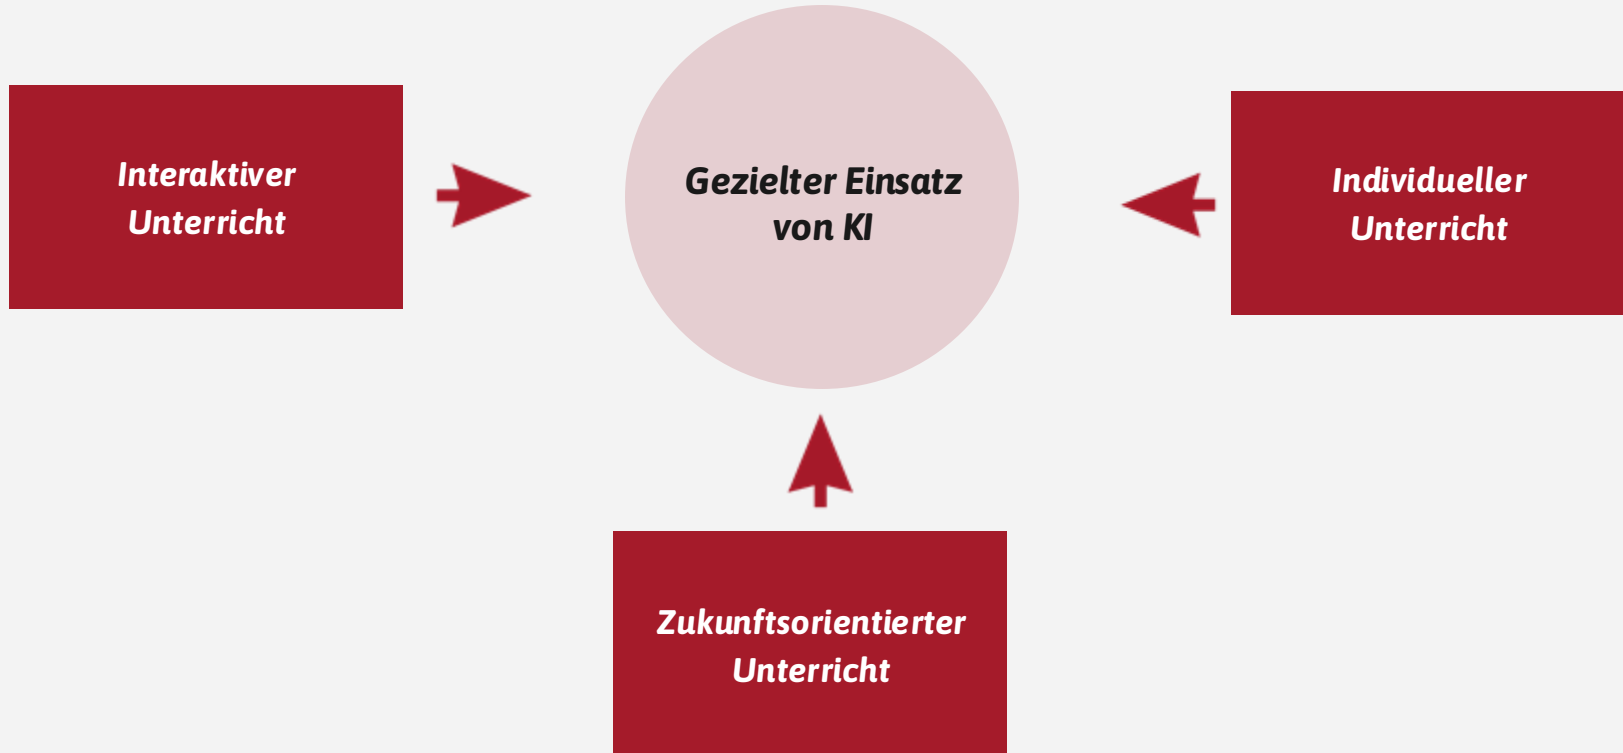 Interaktiver
Unterricht
Gezielter Einsatz
von KI
Individueller
Unterricht
Zukunftsorientierter
Unterricht